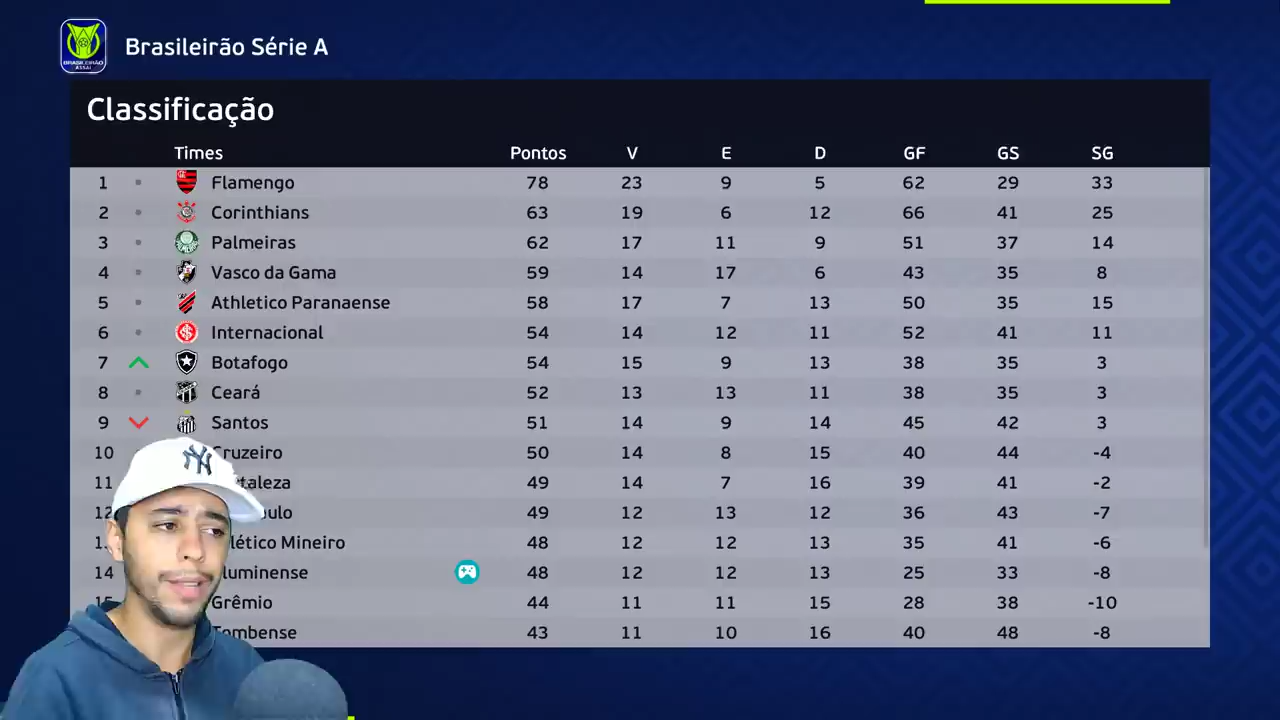 Brasileirão Série A
BRASILEIRÃO
ASSAÍ
Classificação
Times Pontos V E D GF GS SG
1 Flamengo 78 23 9 5 62 29 33
2 Corinthians 63 19 6 12 66 41 25
3 Palmeiras 62 17 11 9 51 37 14
4 Vasco da Gama 59 14 17 6 43 35 8
5 Athletico Paranaense 58 17 7 13 50 35 15
6 Internacional 54 14 12 11 52 41 11
7 Botafogo 54 15 9 13 38 35 3
8 Ceará 52 13 13 11 38 35 3
9 Santos 51 14 9 14 45 42 3
10 Cruzeiro 50 14 8 15 40 44 -4
11 taleza 49 14 7 16 39 41 -2
12 ulo 49 12 13 12 36 43 -7
1 lético Mineiro 48 12 12 13 35 41 -6
14 luminense 48 12 12 13 25 33 -8
15 Grêmio 44 11 11 15 28 38 -10
Tombense 43 11 10 16 40 48 -8
NY